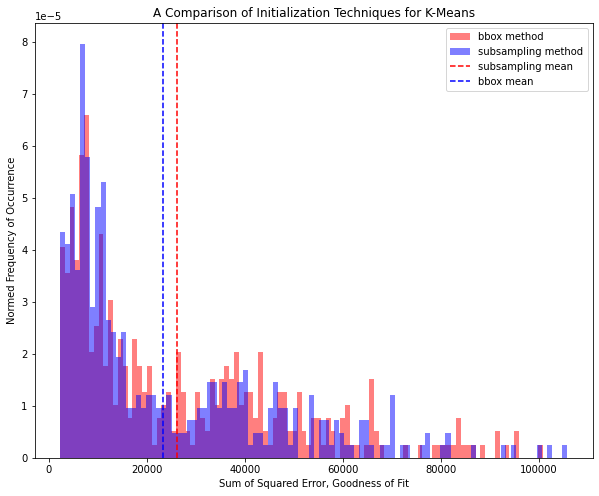 A Comparison of Initialization Techniques for K-Means
1e−5
bbox method
subsampling method
subsampling mean
bbox mean
8
7
6
5
4
3
2
1
0
Normed Frequency of Occurrence
0 20000 40000 60000 80000 100000
Sum of Squared Error, Goodness of Fit